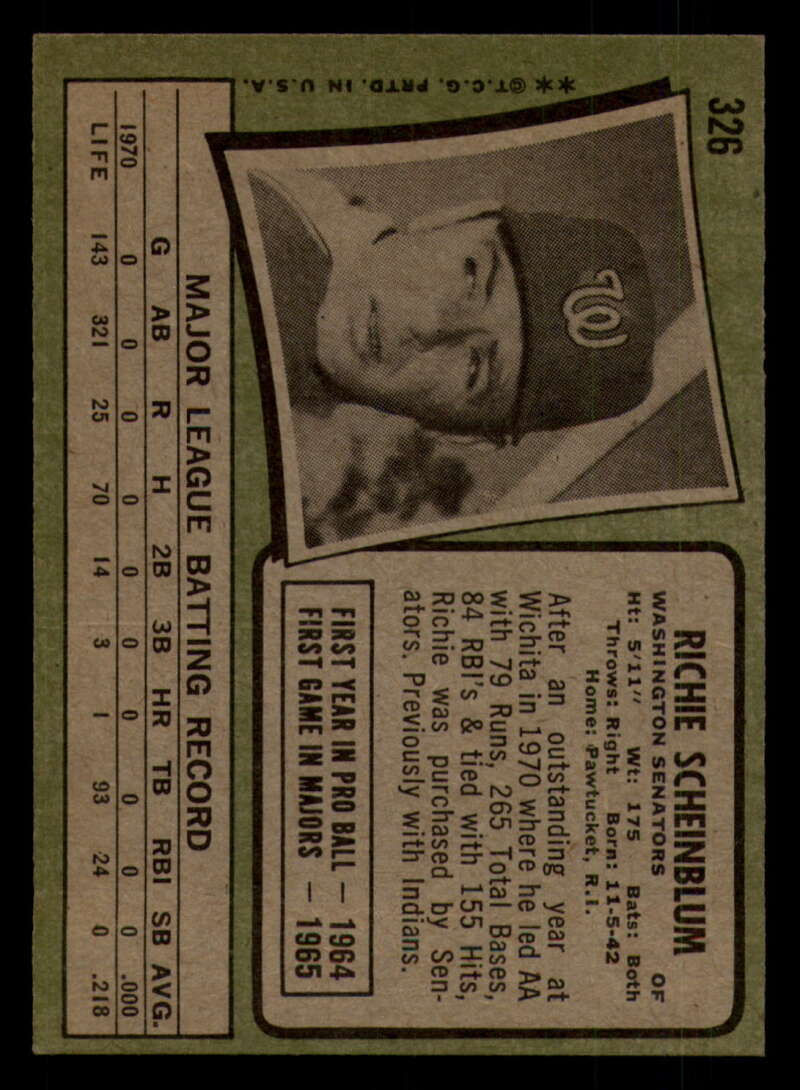 326
** ©T.C.G. PRTD. IN U.S.A.
W
RICHIE SCHEINBLUM
OF
WASHINGTON SENATORS
Ht: 5'11" Wt: 175 Bats: Both
Throws: Right Born: 11-5-42
Home: Pawtucket, R.I.
After an outstanding year at
Wichita in 1970 where he led AA
with 79 Runs, 265 Total Bases,
84 RBI's & tied with 155 Hits,
Richie was purchased by Sen-
ators. Previously with Indians.
FIRST YEAR IN PRO BALL — 1964
FIRST GAME IN MAJORS — 1965
MAJOR LEAGUE BATTING RECORD
G AB R H 2B 3B HR TB RBI SB AVG.
1970 0 0 0 0 0 0 0 0 0 0 .000
LIFE 143 321 25 70 14 3 1 93 24 0 .218